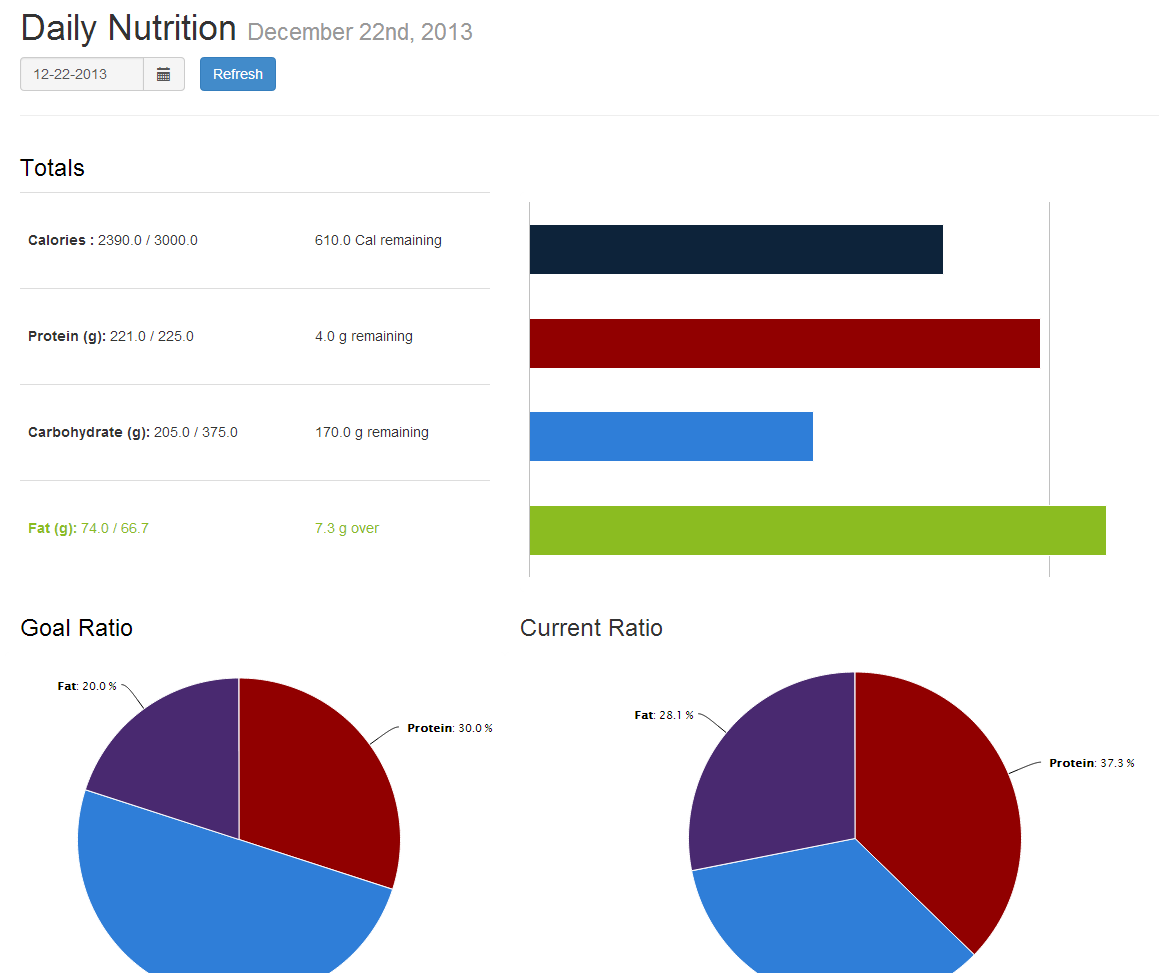 Daily Nutrition December 22nd, 2013
12-22-2013
Refresh
Totals
Calories : 2390.0 / 3000.0
610.0 Cal remaining
Protein (g): 221.0 / 225.0
4.0 g remaining
Carbohydrate (g): 205.0 / 375.0
170.0 g remaining
Fat (g): 74.0 / 66.7
7.3 g over
Goal Ratio
Fat: 20.0 %
Protein: 30.0 %
Current Ratio
Fat: 28.1 %
Protein: 37.3 %